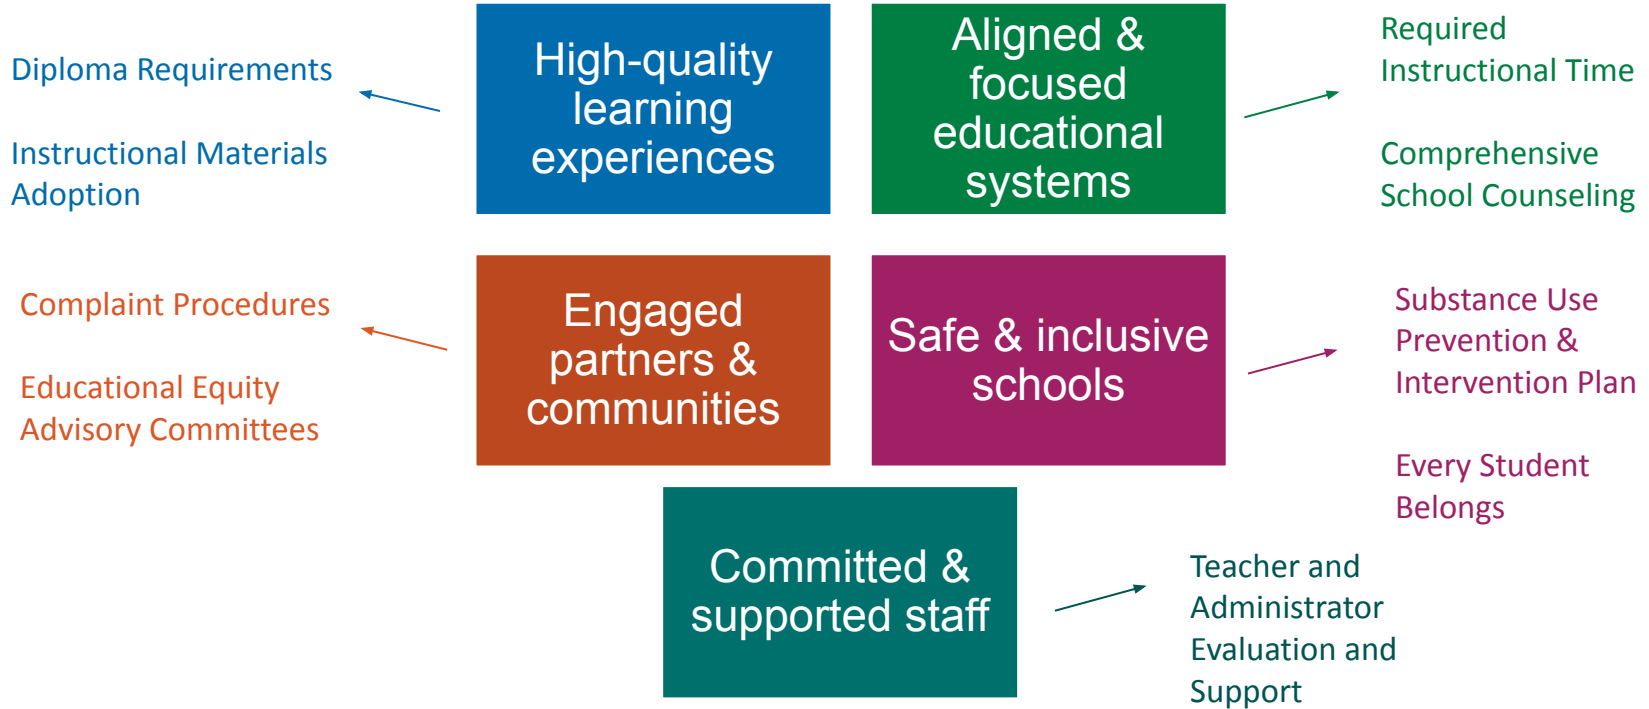 Diploma Requirements
Instructional Materials
Adoption
High-quality
learning
experiences
Aligned &
focused
educational
systems
Required
Instructional Time
Comprehensive
School Counseling
Complaint Procedures
Educational Equity
Advisory Committees
Engaged
partners &
communities
Safe & inclusive
schools
Substance Use
Prevention &
Intervention Plan
Every Student
Belongs
Committed &
supported staff
Teacher and
Administrator
Evaluation and
Support